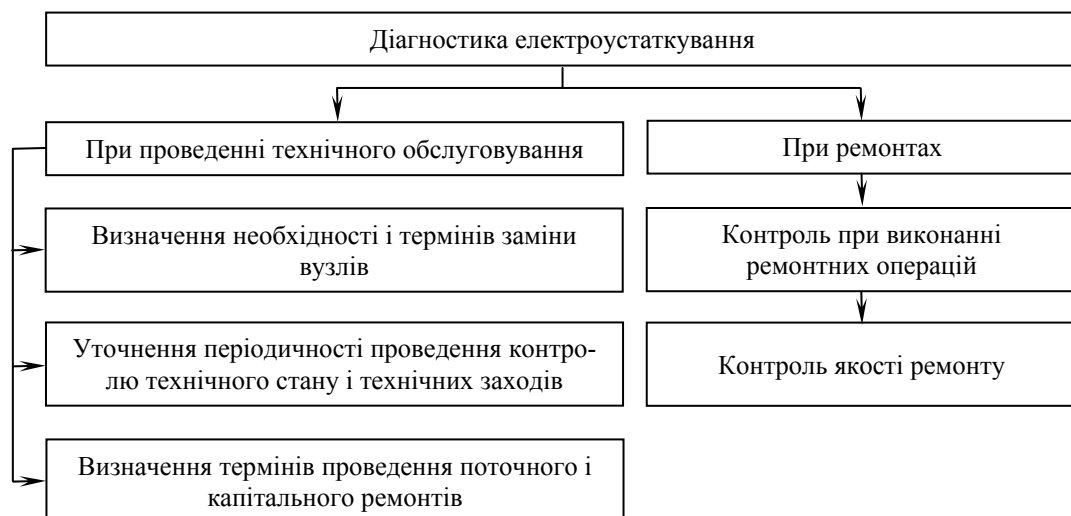 Діагностика електроустаткування
При проведенні технічного обслуговування
При ремонтах
Визначення необхідності і термінів заміни
вузлів
Контроль при виконанні
ремонтних операцій
Уточнення періодичності проведення контро-
лю технічного стану і технічних заходів
Контроль якості ремонту
Визначення термінів проведення поточного і
капітального ремонтів